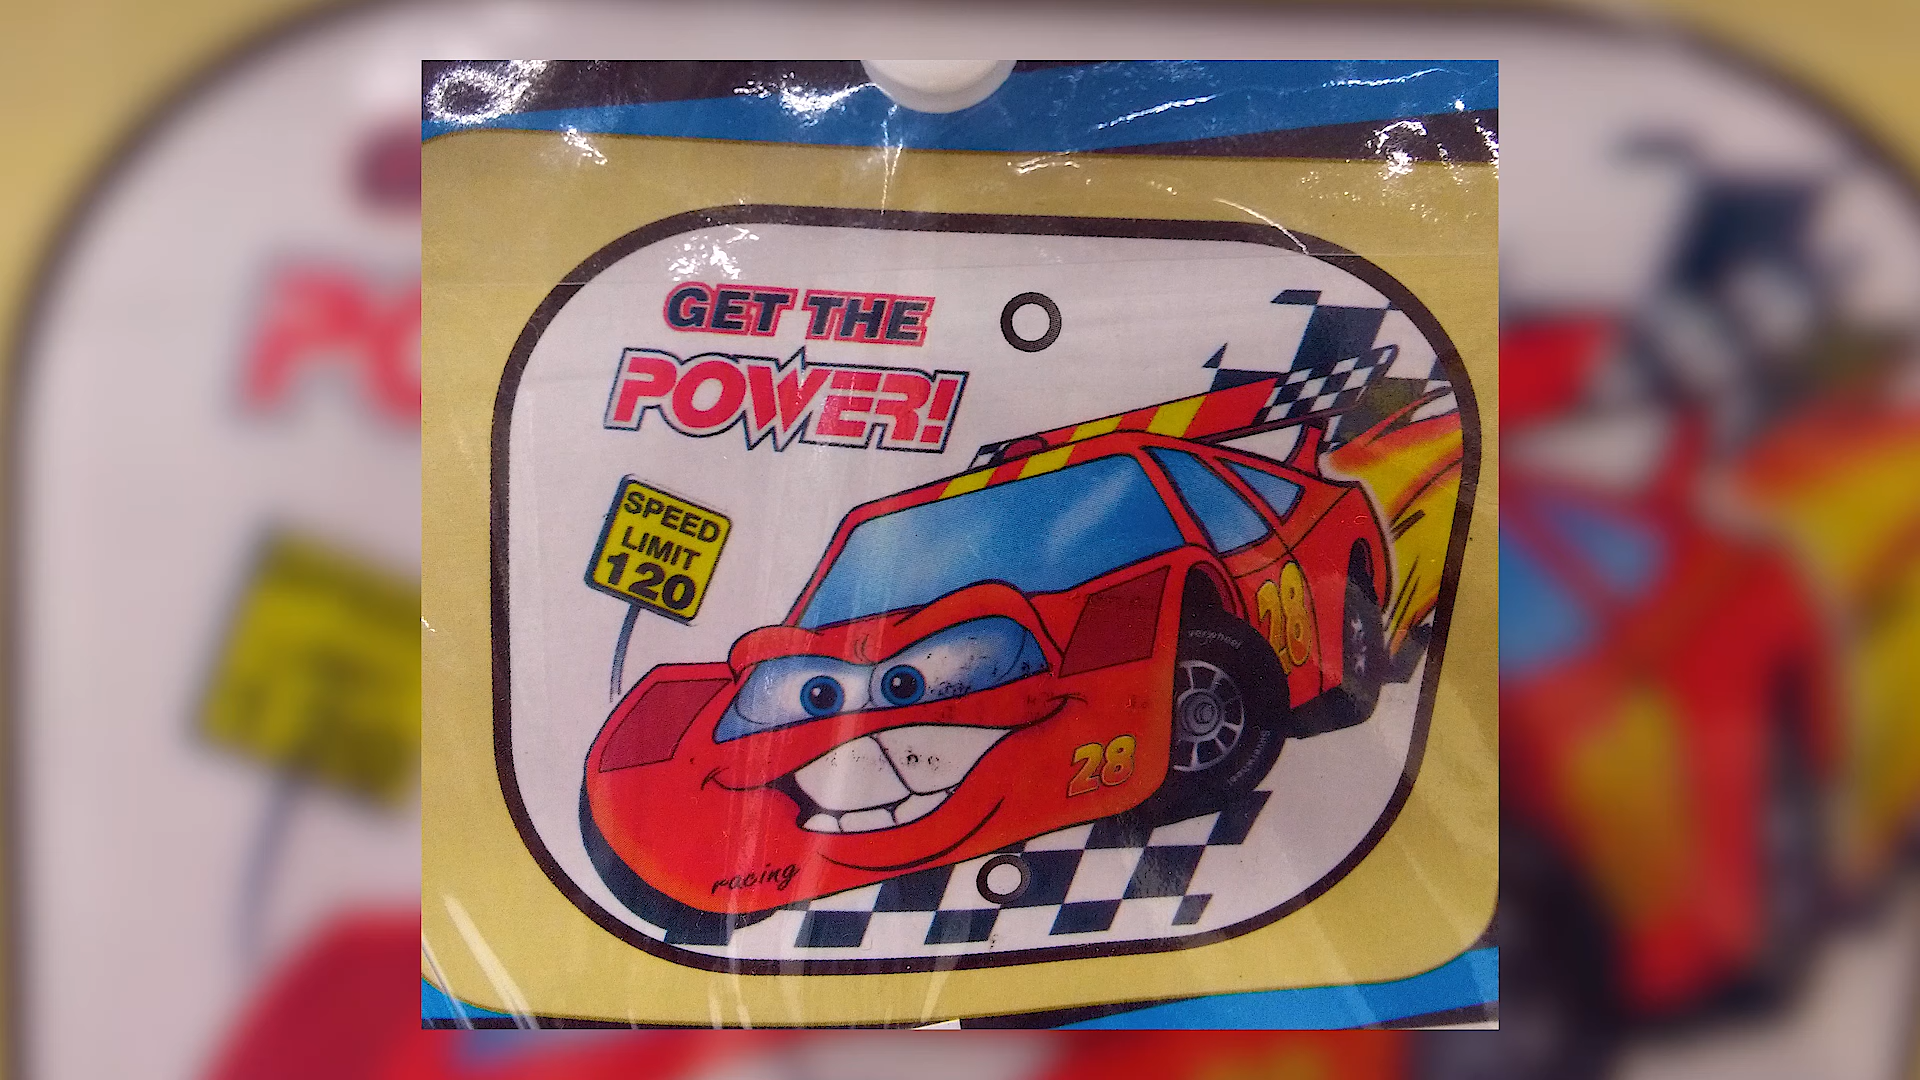 GET THE
POWER!
SPEED
LIMIT
120
28
28
racing